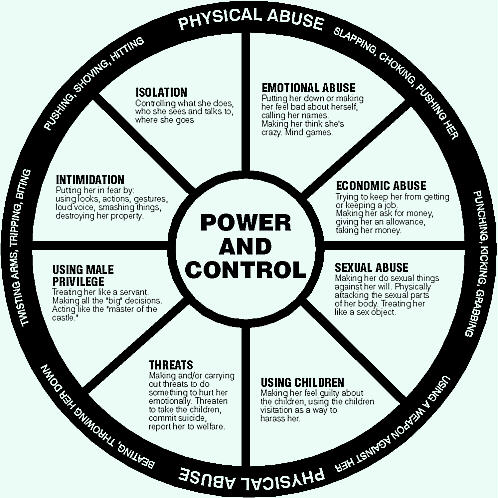 PHYSICAL ABUSE
PUSHING, SHOVING, HITTING
SLAPPING, CHOKING, PUSHING HER
TWISTING ARMS, TRIPPING, BITING
PUNCHING, KICKING, GRABBING
BEATING, THROWING HER DOWN
USING A WEAPON AGAINST HER
PHYSICAL ABUSE
POWER
AND
CONTROL
ISOLATION
Controlling what she does,
who she sees and talks to,
where she goes.
EMOTIONAL ABUSE
Putting her down or making
her feel bad about herself,
calling her names.
Making her think she's
crazy. Mind games.
INTIMIDATION
Putting her in fear by:
using looks, actions, gestures,
loud voice, smashing things,
destroying her property.
ECONOMIC ABUSE
Trying to keep her from getting
or keeping a job.
Making her ask for money,
giving her an allowance,
taking her money.
USING MALE
PRIVILEGE
Treating her like a servant.
Making all the "big" decisions.
Acting like the "master of the
castle."
SEXUAL ABUSE
Making her do sexual things
against her will. Physically
attacking the sexual parts
of her body. Treating her
like a sex object.
THREATS
Making and/or carrying
out threats to do
something to hurt her
emotionally. Threaten
to take the children,
commit suicide,
report her to welfare.
USING CHILDREN
Making her feel guilty about
the children, using the children
visitation as a way to
harass her.